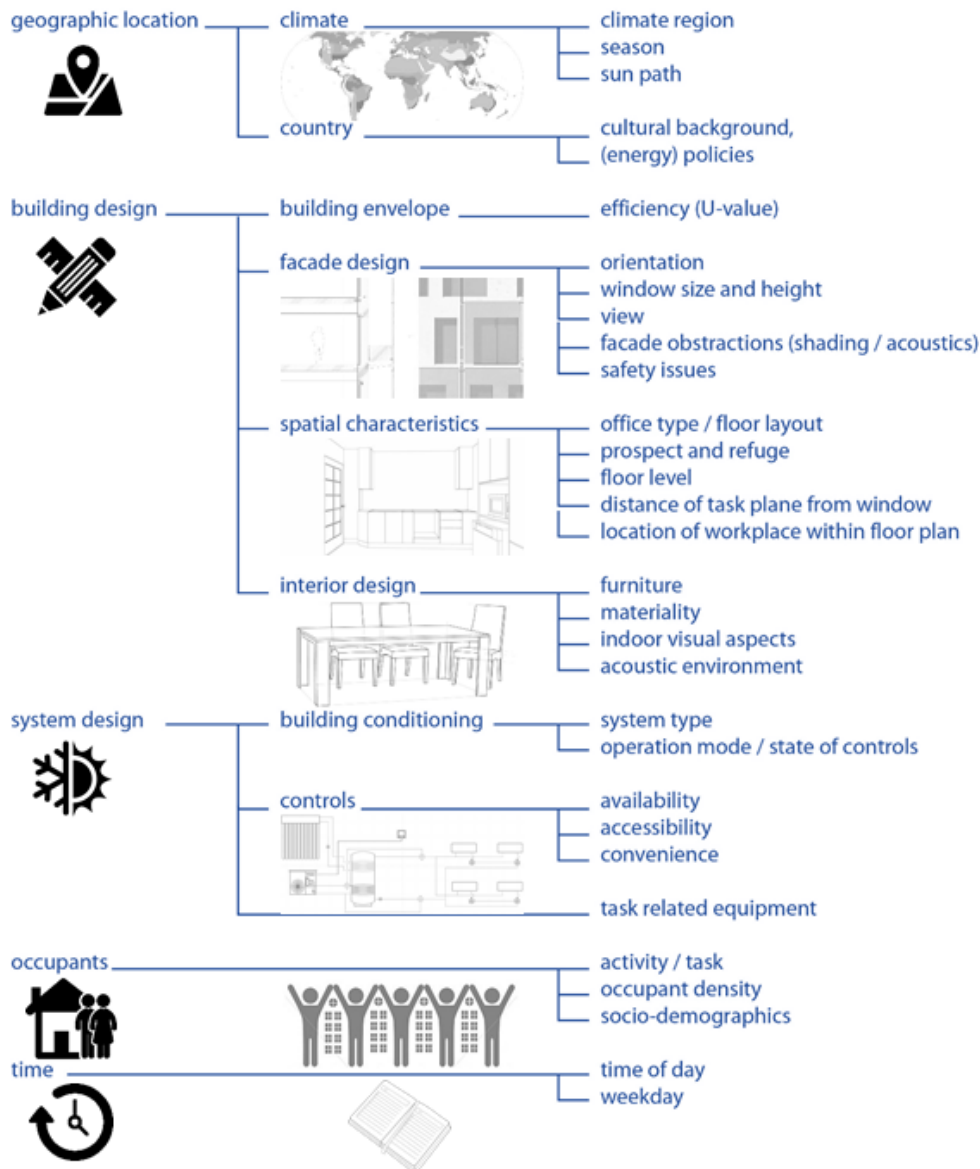 geographic location
climate
climate region
season
sun path
country
cultural background,
(energy) policies
building design
building envelope
efficiency (U-value)
facade design
orientation
window size and height
view
facade obstractions (shading / acoustics)
safety issues
spatial characteristics
office type / floor layout
prospect and refuge
floor level
distance of task plane from window
location of workplace within floor plan
interior design
furniture
materiality
indoor visual aspects
acoustic environment
system design
building conditioning
system type
operation mode / state of controls
controls
availability
accessibility
convenience
task related equipment
occupants
activity / task
occupant density
socio-demographics
time
time of day
weekday